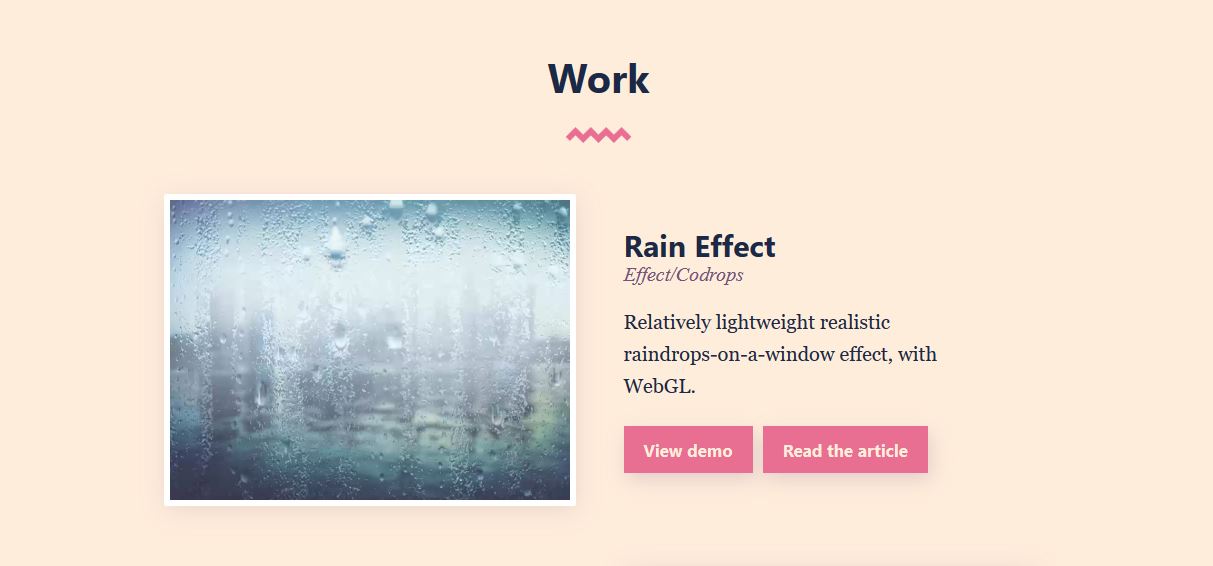 Work
Rain Effect
Effect/Codrops
Relatively lightweight realistic
raindrops-on-a-window effect, with
WebGL.
View demo
Read the article